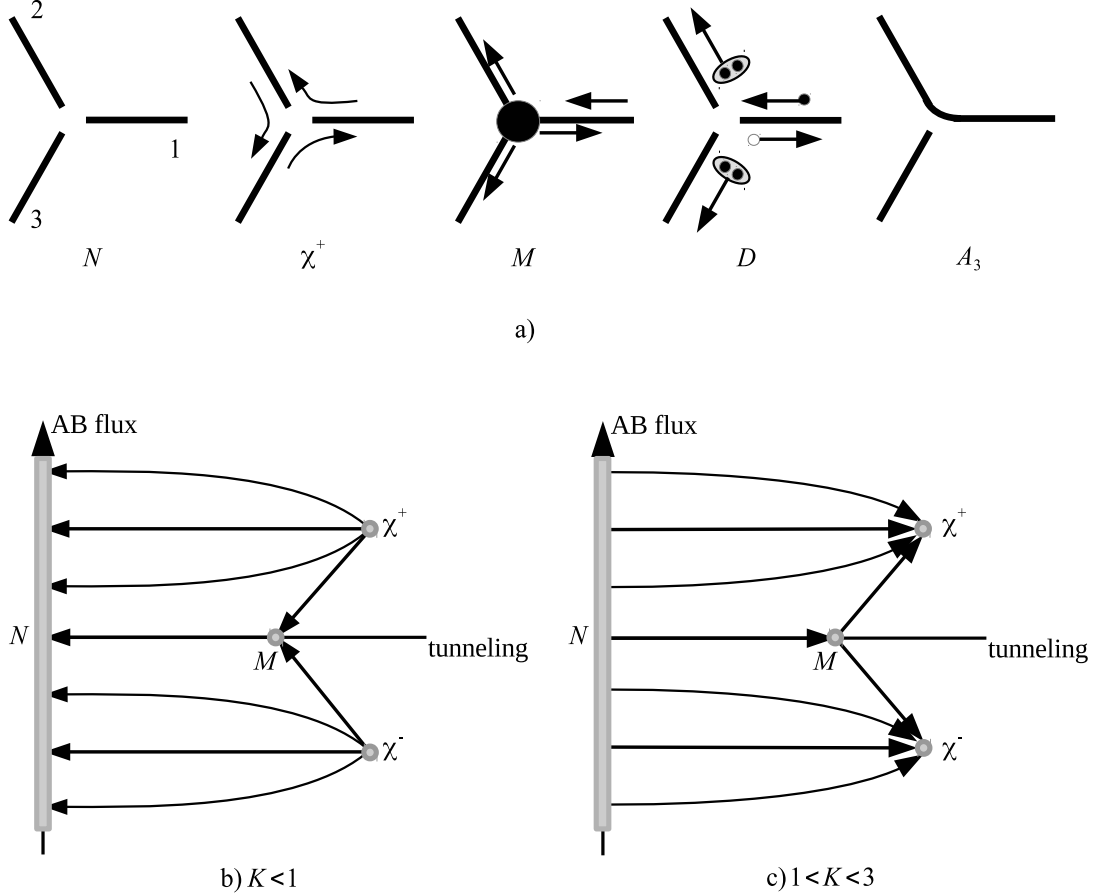 2
1
3
N χ⁺ M D A₃
a)
AB flux
χ⁺
N
M
tunneling
χ⁻
b) K<1
AB flux
χ⁺
N
M
tunneling
χ⁻
c) 1<K<3